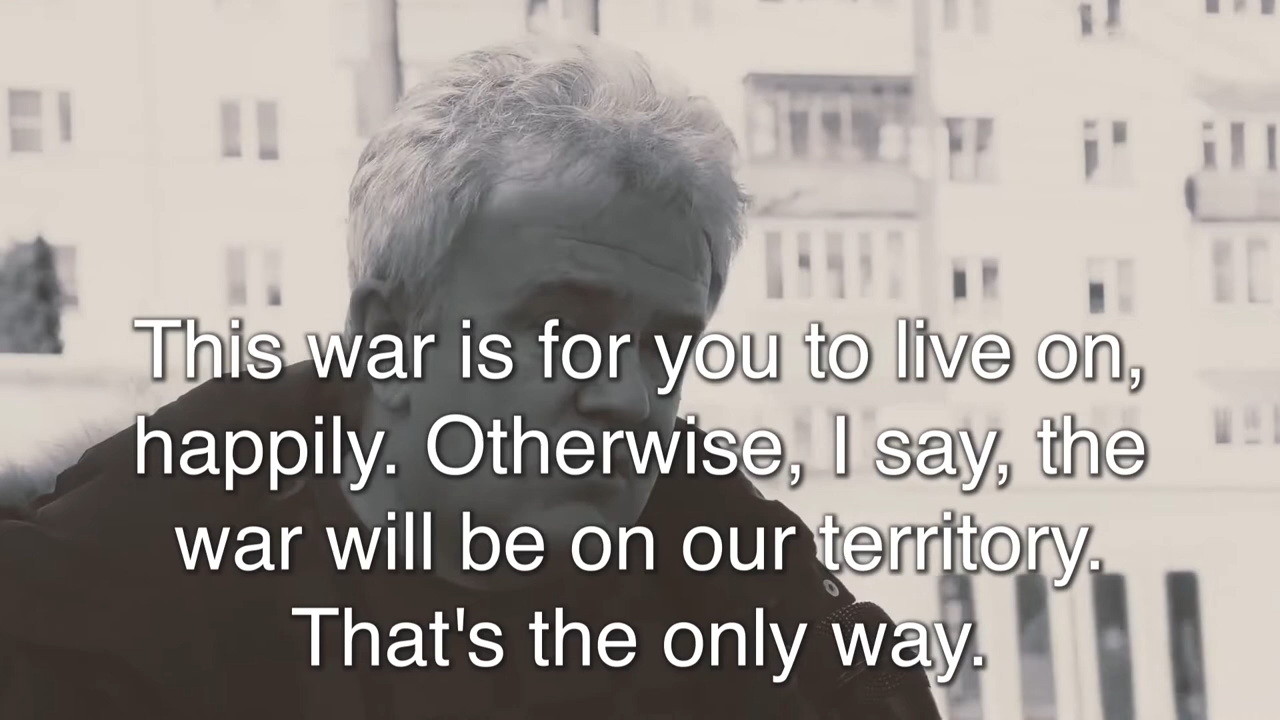 This war is for you to live on,
happily. Otherwise, I say, the
war will be on our territory.
That's the only way.